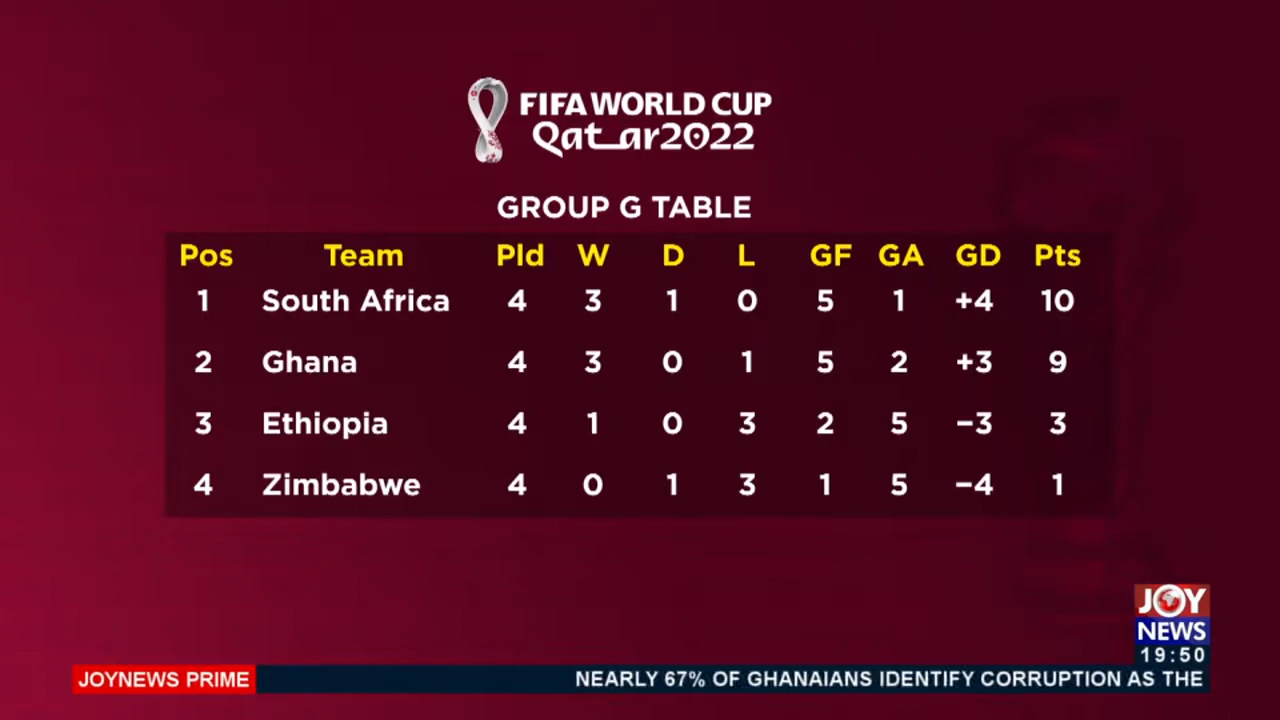 FIFA WORLD CUP
Qatar2022
GROUP G TABLE
Pos Team Pld W D L GF GA GD Pts
1 South Africa 4 3 1 0 5 1 +4 10
2 Ghana 4 3 0 1 5 2 +3 9
3 Ethiopia 4 1 0 3 2 5 −3 3
4 Zimbabwe 4 0 1 3 1 5 −4 1
JOY
NEWS
19:50
JOYNEWS PRIME NEARLY 67% OF GHANAIANS IDENTIFY CORRUPTION AS THE